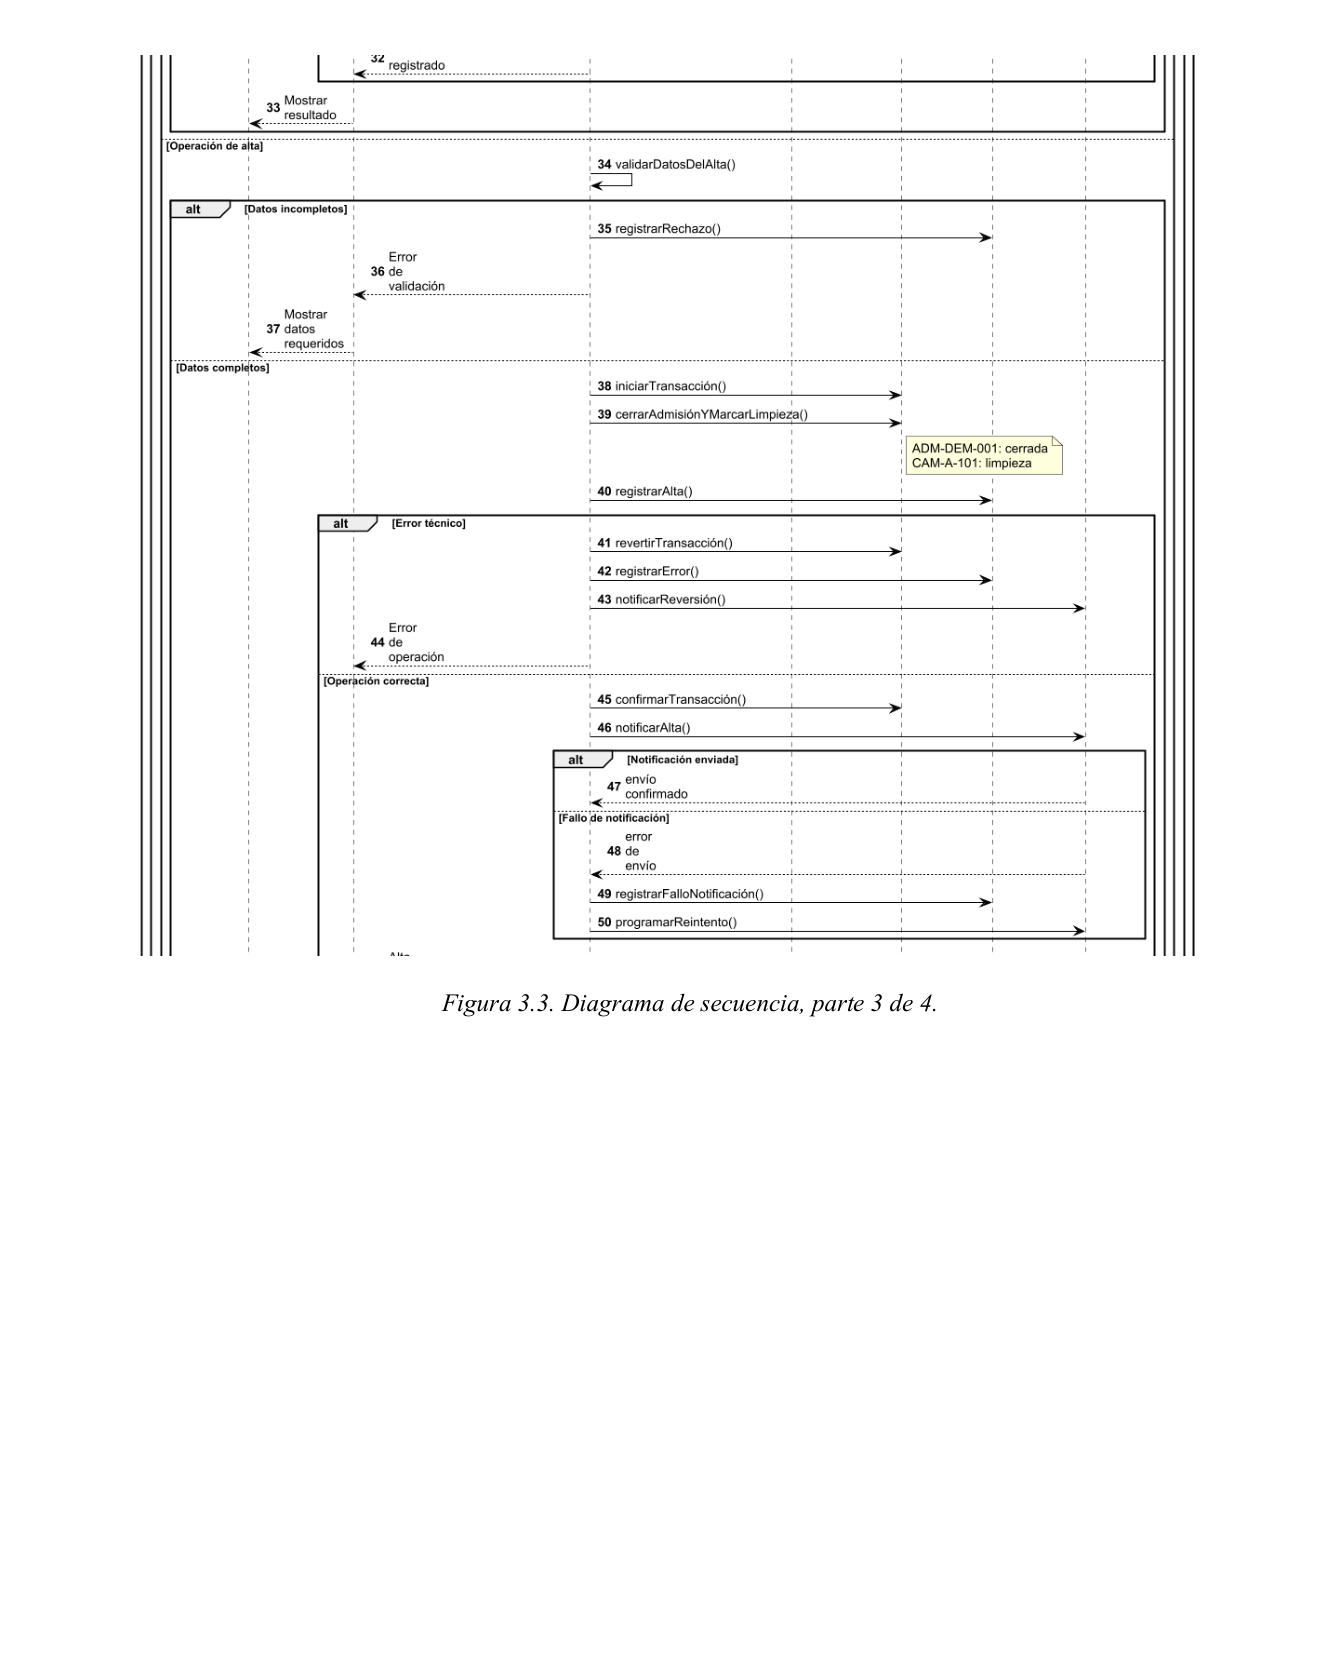 32
registrado
33 Mostrar
resultado
[Operación de alta]
34 validarDatosDelAlta()
alt [Datos incompletos]
35 registrarRechazo()
Error
36 de
validación
Mostrar
37 datos
requeridos
[Datos completos]
38 iniciarTransacción()
39 cerrarAdmisiónYMarcarLimpieza()
ADM-DEM-001: cerrada
CAM-A-101: limpieza
40 registrarAlta()
alt [Error técnico]
41 revertirTransacción()
42 registrarError()
43 notificarReversión()
Error
44 de
operación
[Operación correcta]
45 confirmarTransacción()
46 notificarAlta()
alt [Notificación enviada]
47 envío
confirmado
[Fallo de notificación]
error
48 de
envío
49 registrarFalloNotificación()
50 programarReintento()
Figura 3.3. Diagrama de secuencia, parte 3 de 4.